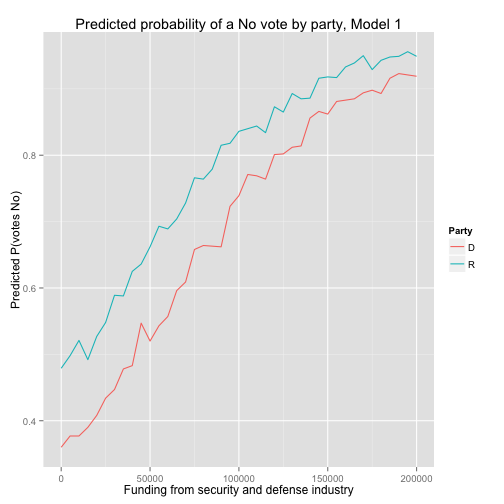 Predicted probability of a No vote by party, Model 1
Predicted P(votes No)
0.8
0.6
0.4
0
50000
100000
150000
200000
Funding from security and defense industry
Party
D
R